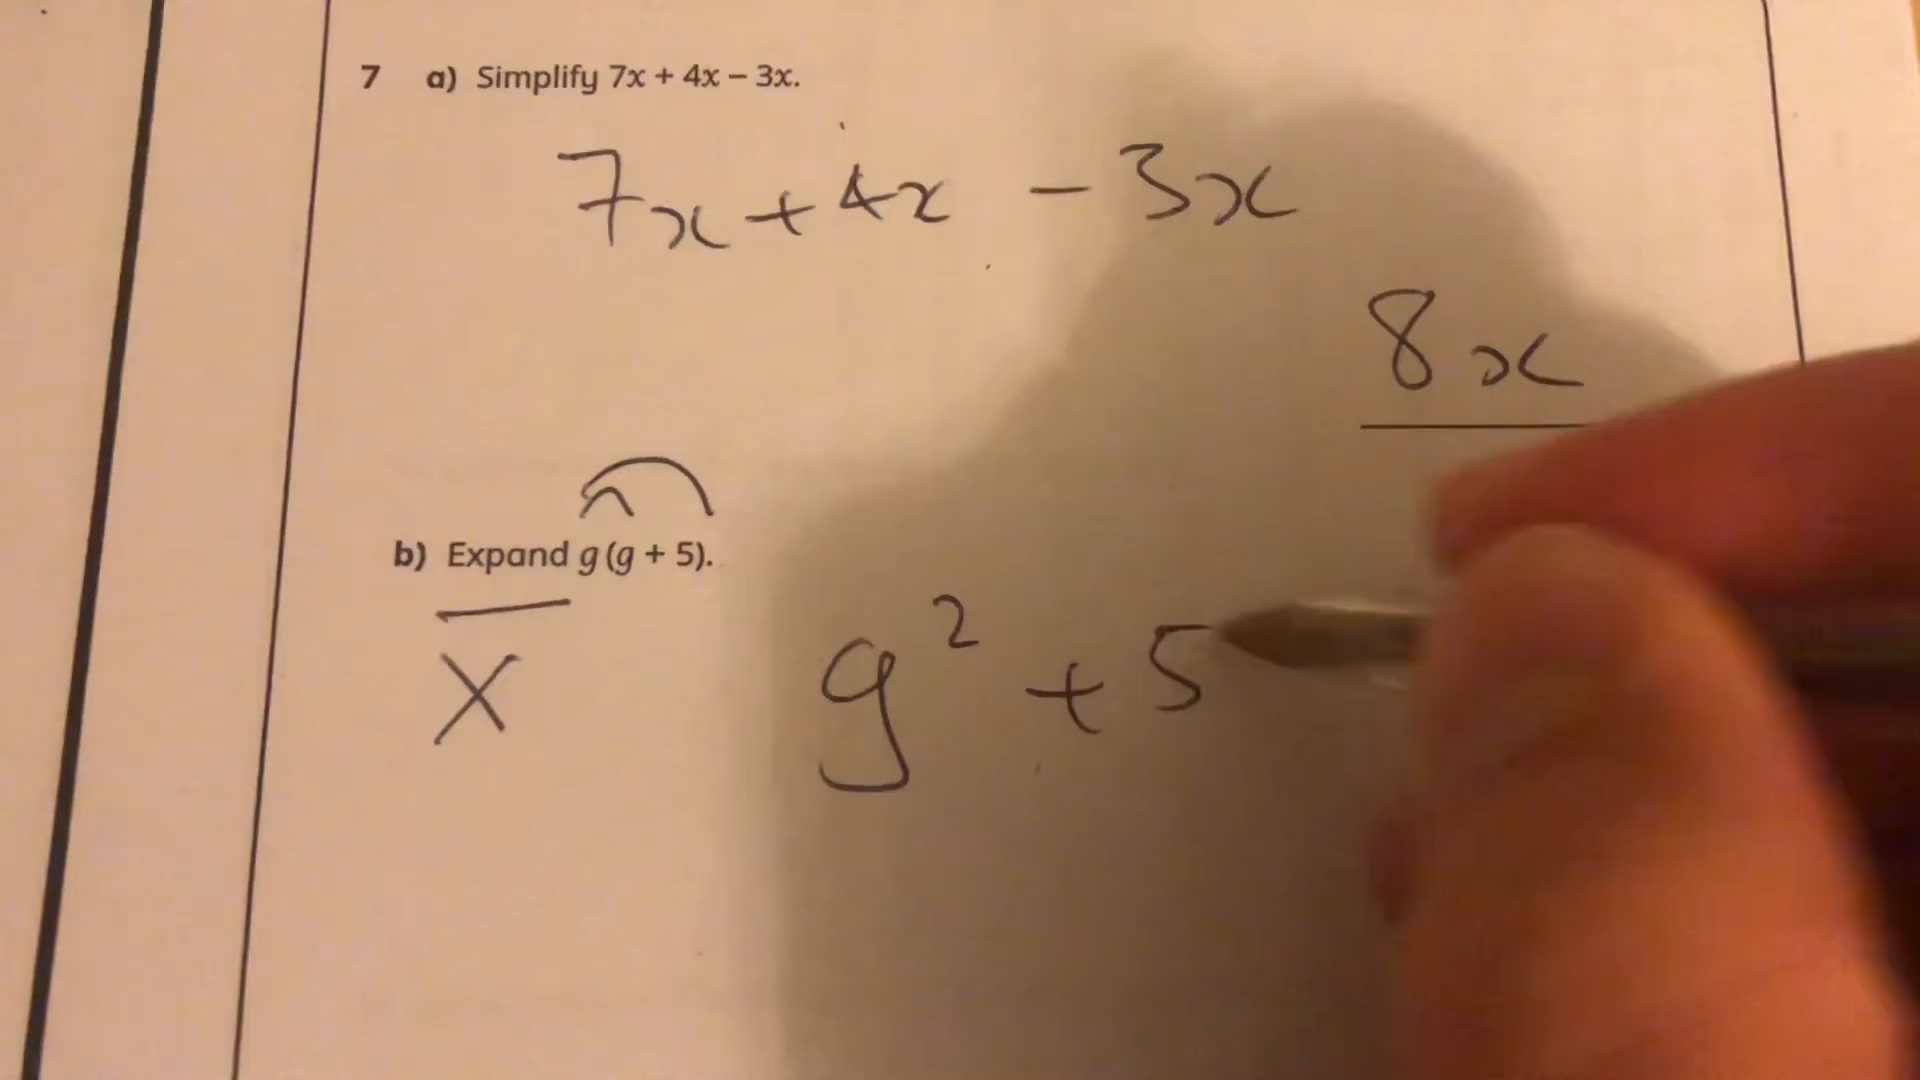 7 a) Simplify 7x + 4x – 3x.
7x + 4x - 3x
8x
b) Expand g (g + 5).
X
g² + 5